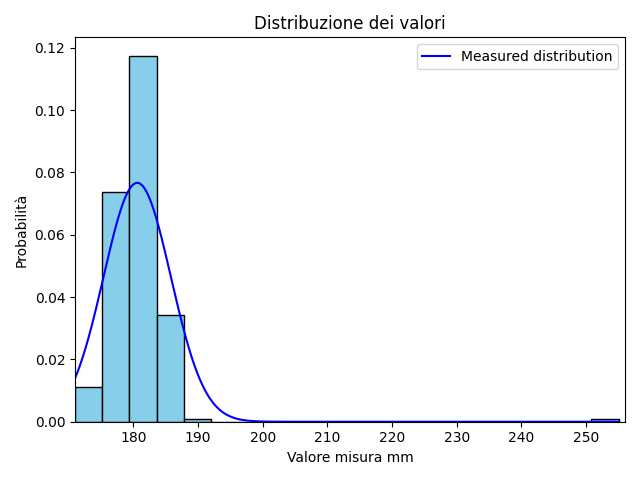 Distribuzione dei valori
Measured distribution
Probabilità
0.12
0.10
0.08
0.06
0.04
0.02
0.00
180 190 200 210 220 230 240 250
Valore misura mm